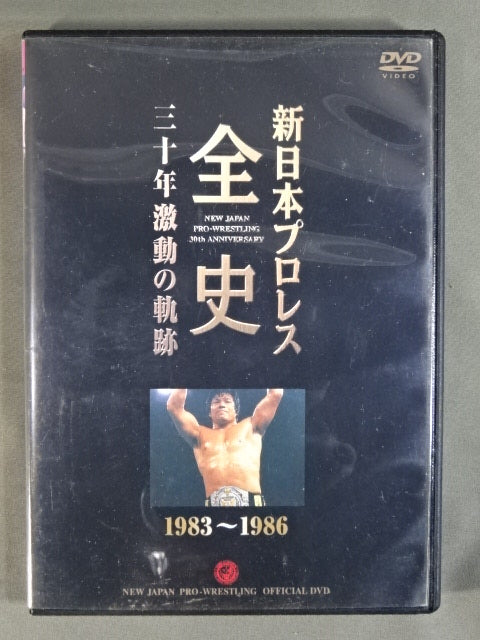 DVD
VIDEO
新日本プロレス
全史
NEW JAPAN
PRO-WRESTLING
30th ANNIVERSARY
三十年激動の軌跡
1983〜1986
NEW JAPAN PRO-WRESTLING OFFICIAL DVD